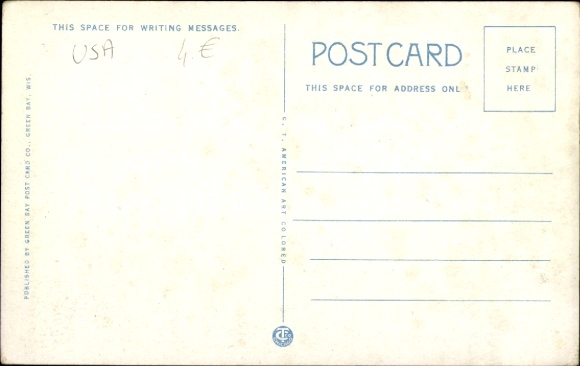 THIS SPACE FOR WRITING MESSAGES.
USA 4.€
POSTCARD
THIS SPACE FOR ADDRESS ONLY
PLACE
STAMP
HERE
PUBLISHED BY GREEN BAY POST CARD CO., GREEN BAY, WIS.
C. T. AMERICAN ART COLORED